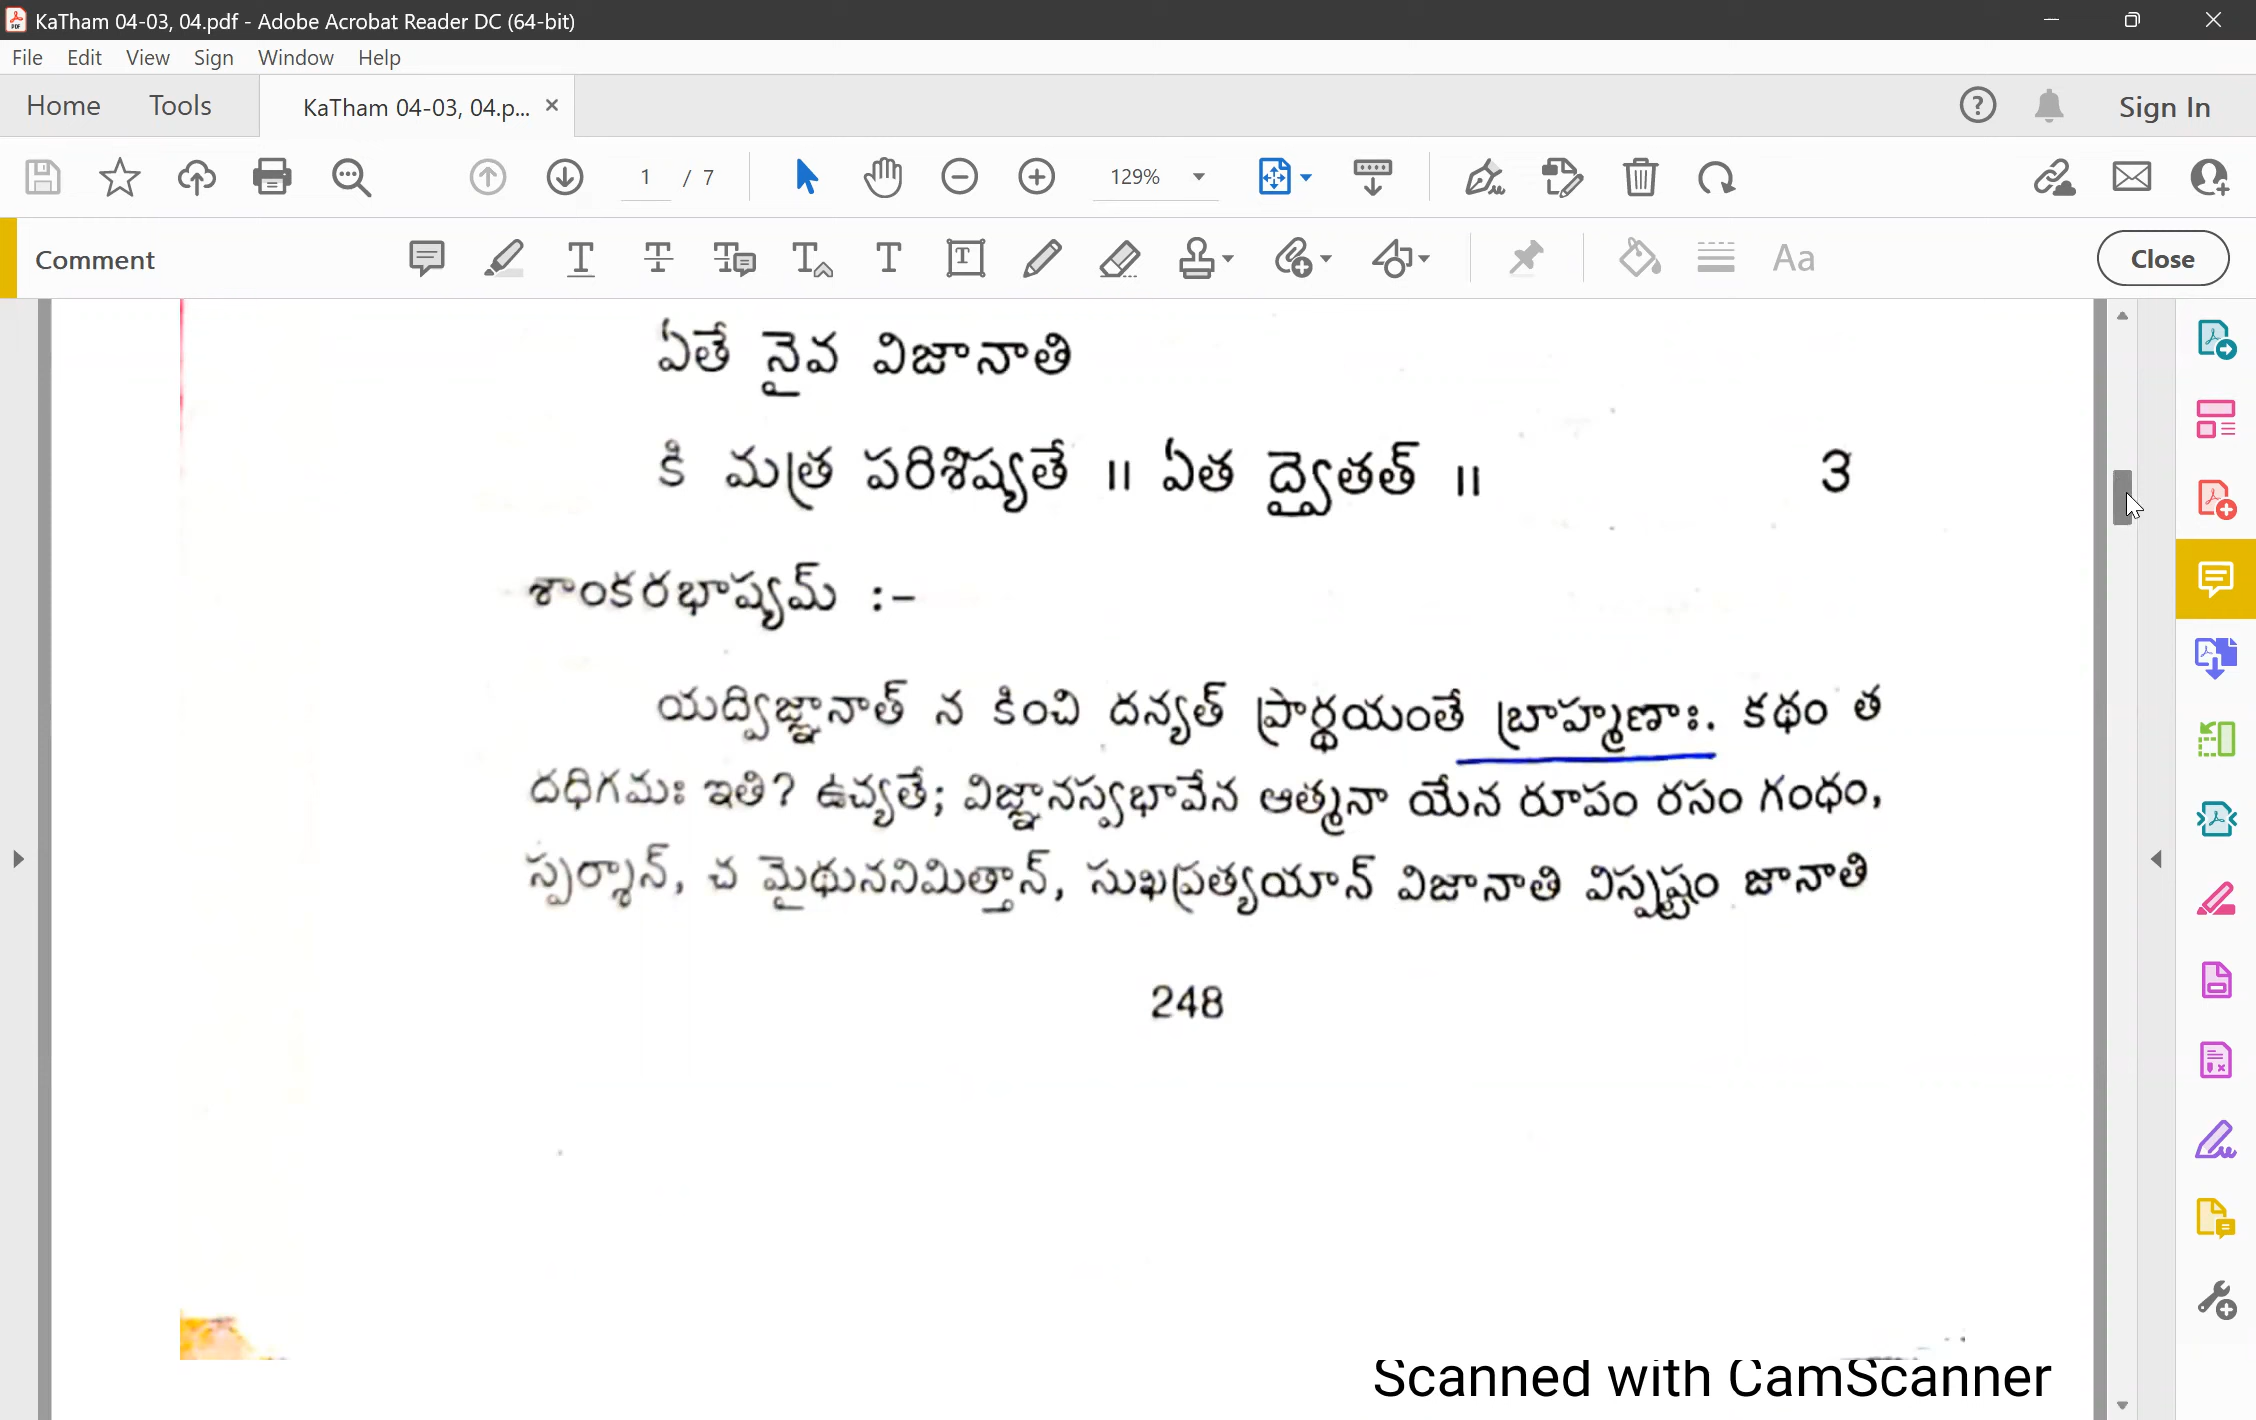 KaTham 04-03, 04.pdf - Adobe Acrobat Reader DC (64-bit)
File Edit View Sign Window Help
Home Tools KaTham 04-03, 04.p... Sign In
1 / 7 129%
Comment Close
ఏతే నైవ విజానాతి
కి మత్ర పరిశిష్యతే ॥ ఏత ద్వైతత్ ॥ 3
శాంకరభాష్యమ్ :-
యద్విజ్ఞానాత్ న కించి దన్యత్ ప్రార్థయంతే బ్రాహ్మణాః. కథం త
దధిగమః ఇతి? ఉచ్యతే; విజ్ఞానస్వభావేన ఆత్మనా యేన రూపం రసం గంధం,
స్పర్శాన్, చ మైథుననిమిత్తాన్, సుఖప్రత్యయాన్ విజానాతి విస్పష్టం జానాతి
248
Scanned with CamScanner